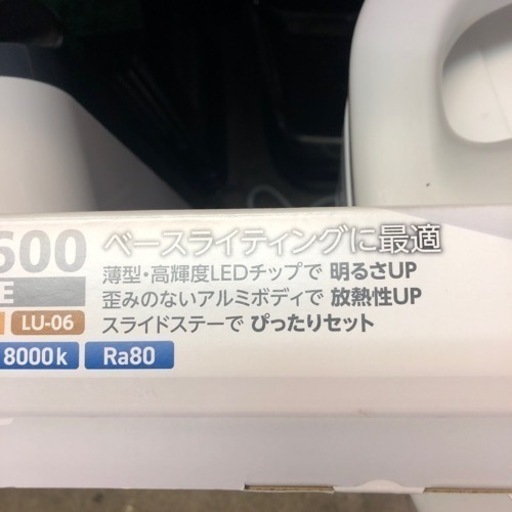 600 ベースライティングに最適
薄型・高輝度LEDチップで 明るさUP
E 歪みのないアルミボディで 放熱性UP
LU-06 スライドステーで ぴったりセット
8000k Ra80